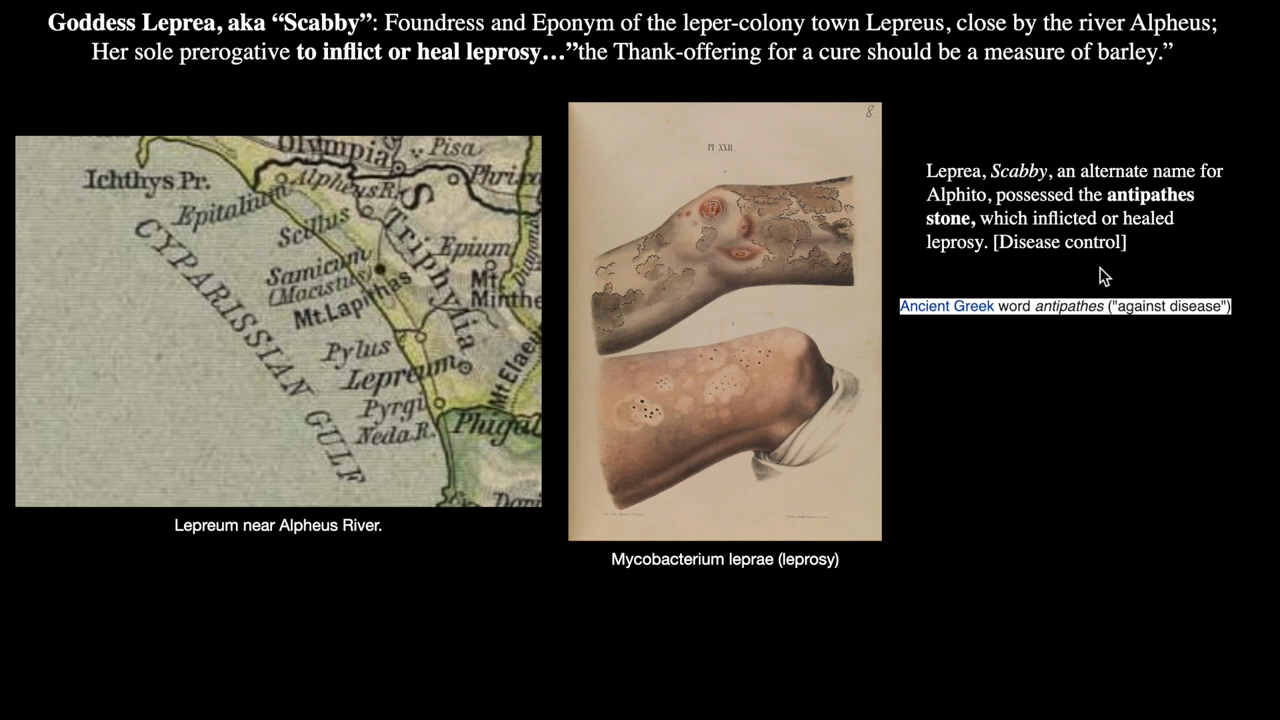 Goddess Leprea, aka “Scabby”: Foundress and Eponym of the leper-colony town Lepreus, close by the river Alpheus;
Her sole prerogative to inflict or heal leprosy…”the Thank-offering for a cure should be a measure of barley.”
Olympia
Pisa
Ichthys Pr.
Alpheus R.
Epitalium
Scillus
Triphylia
CYPARISSIAN GULF
Samicum
(Macistus)
Epium
Mt.
Minthe
Mt. Lapithas
Pylus
Lepreum
Mt Elaeu
Pyrgi
Neda R.
Phigal
Lepreum near Alpheus River.
8
Pl XXII.
Mycobacterium leprae (leprosy)
Leprea, Scabby, an alternate name for
Alphito, possessed the antipathes
stone, which inflicted or healed
leprosy. [Disease control]
Ancient Greek word antipathes ("against disease")